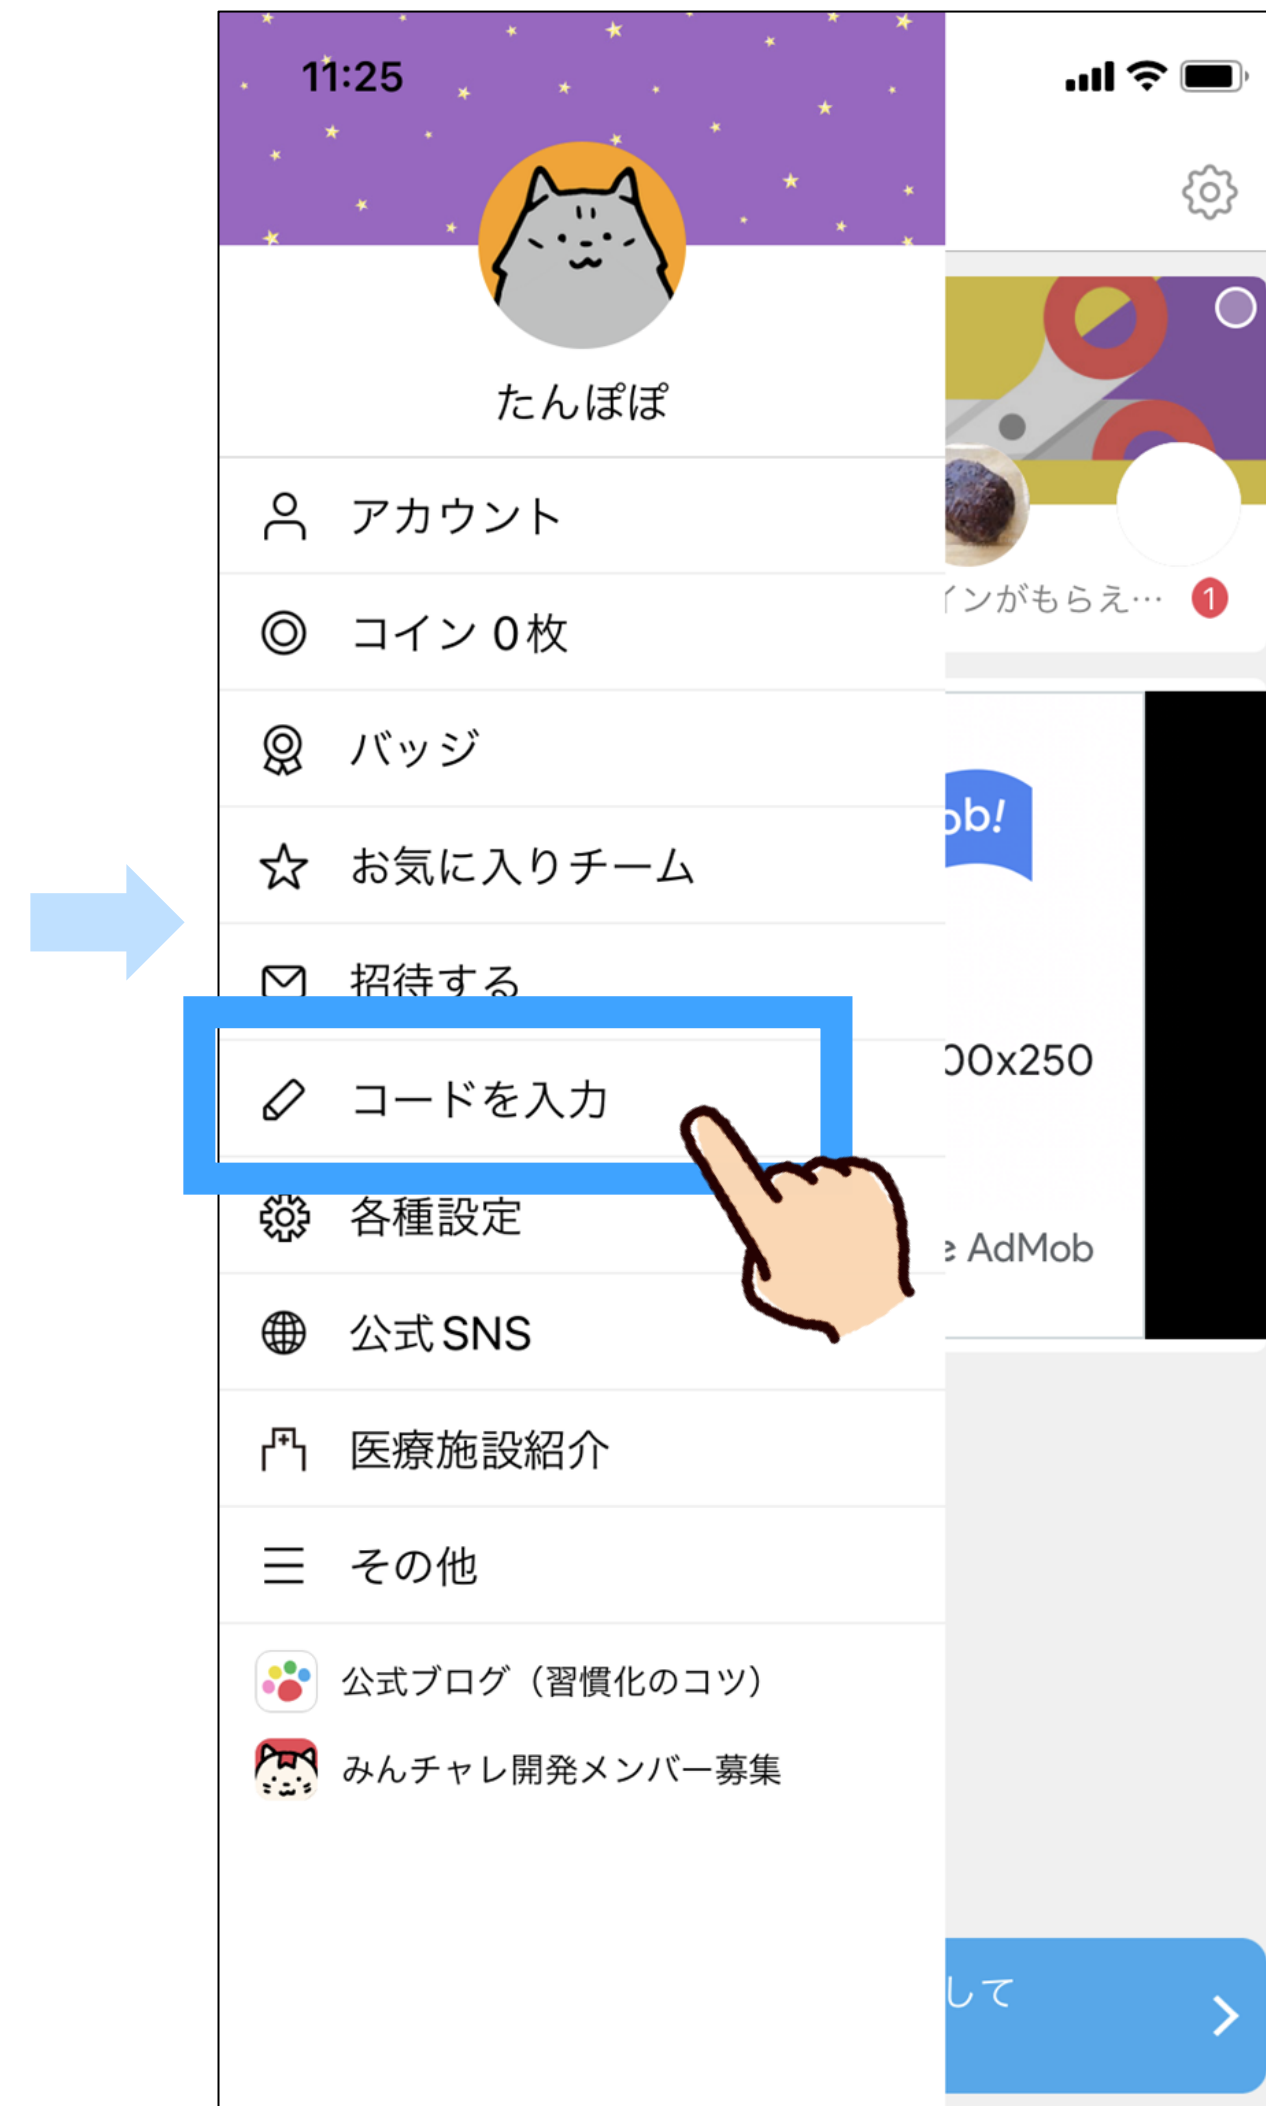 11:25
たんぽぽ
アカウント
コイン 0枚
バッジ
お気に入りチーム
招待する
コードを入力
各種設定
公式SNS
医療施設紹介
その他
公式ブログ（習慣化のコツ）
みんチャレ開発メンバー募集
インがもらえ… 1
ob!
00x250
e AdMob
して